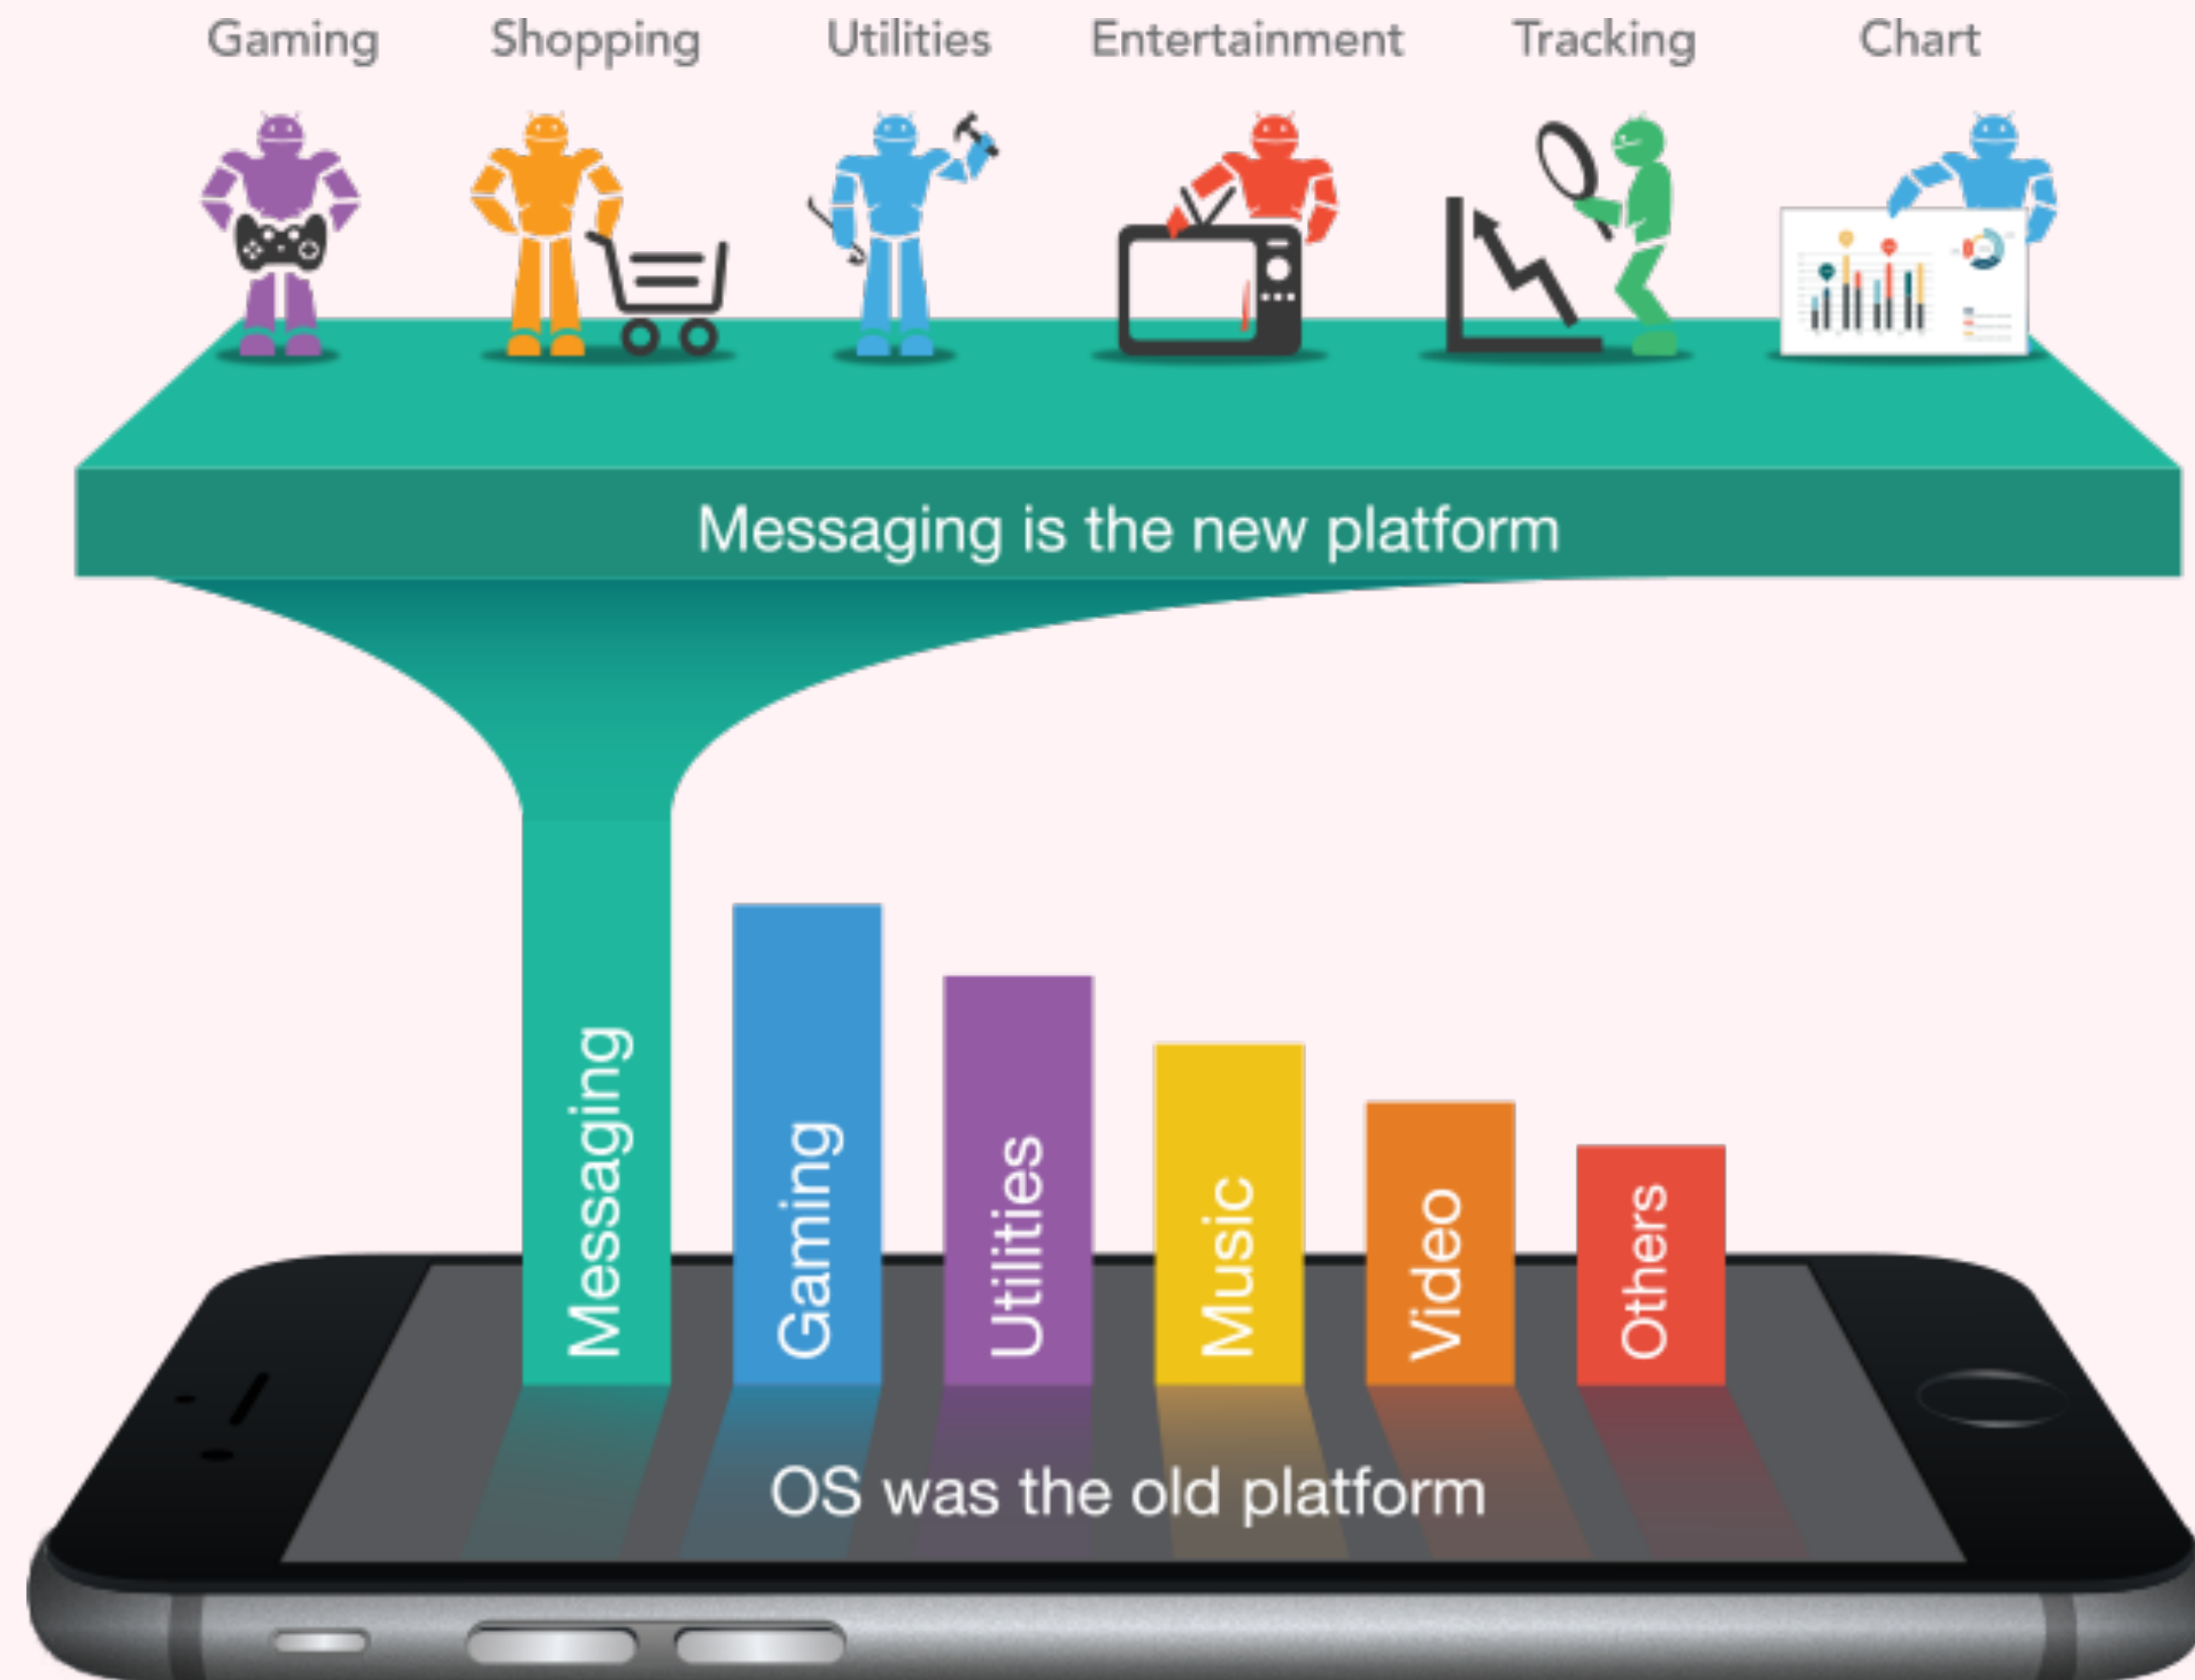 Gaming
Shopping
Utilities
Entertainment
Tracking
Chart
Messaging is the new platform
Messaging
Gaming
Utilities
Music
Video
Others
OS was the old platform